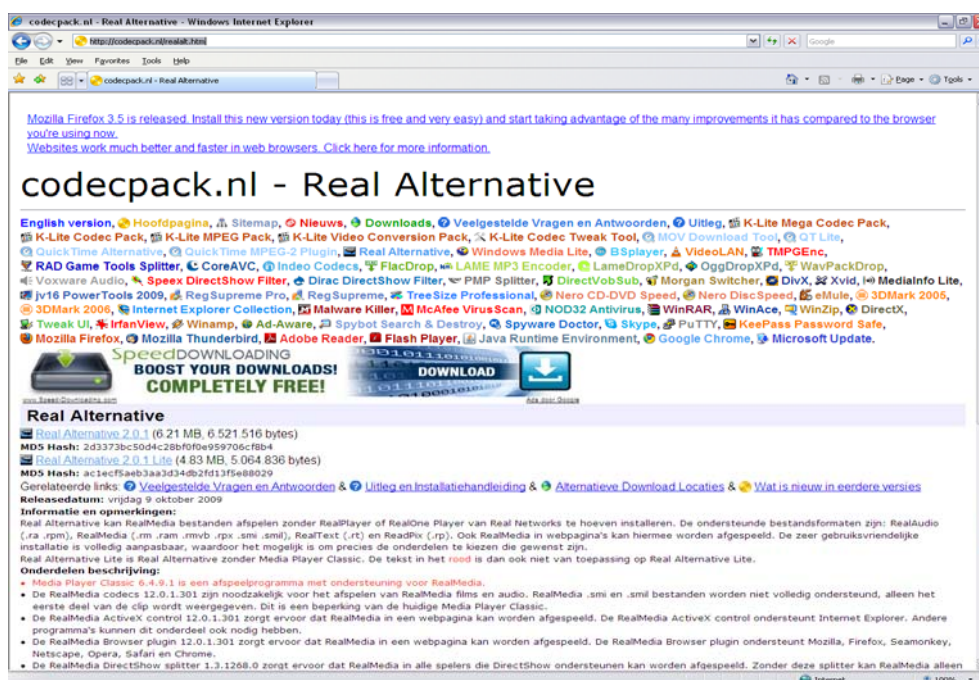 codecpack.nl - Real Alternative - Windows Internet Explorer
http://codecpack.nl/realalt.html
Google
File Edit View Favorites Tools Help
codecpack.nl - Real Alternative
Page Tools
Mozilla Firefox 3.5 is released. Install this new version today (this is free and very easy) and start taking advantage of the many improvements it has compared to the browser
you're using now.
Websites work much better and faster in web browsers. Click here for more information.
codecpack.nl - Real Alternative
English version, Hoofdpagina, Sitemap, Nieuws, Downloads, Veelgestelde Vragen en Antwoorden, Uitleg, K-Lite Mega Codec Pack,
K-Lite Codec Pack, K-Lite MPEG Pack, K-Lite Video Conversion Pack, K-Lite Codec Tweak Tool, MOV Download Tool, QT Lite,
QuickTime Alternative, QuickTime MPEG-2 Plugin, Real Alternative, Windows Media Lite, BSplayer, VideoLAN, TMPGEnc,
RAD Game Tools Splitter, CoreAVC, Indeo Codecs, FlacDrop, LAME MP3 Encoder, LameDropXPd, OggDropXPd, WavPackDrop,
Voxware Audio, Speex DirectShow Filter, Dirac DirectShow Filter, PMP Splitter, DirectVobSub, Morgan Switcher, DivX, Xvid, MediaInfo Lite,
jv16 PowerTools 2009, RegSupreme Pro, RegSupreme, TreeSize Professional, Nero CD-DVD Speed, Nero DiscSpeed, eMule, 3DMark 2005,
3DMark 2006, Internet Explorer Collection, Malware Killer, McAfee VirusScan, NOD32 Antivirus, WinRAR, WinAce, WinZip, DirectX,
Tweak UI, IrfanView, Winamp, Ad-Aware, Spybot Search & Destroy, Spyware Doctor, Skype, PuTTY, KeePass Password Safe,
Mozilla Firefox, Mozilla Thunderbird, Adobe Reader, Flash Player, Java Runtime Environment, Google Chrome, Microsoft Update.
SpeedDOWNLOADING
BOOST YOUR DOWNLOADS!
COMPLETELY FREE!
DOWNLOAD
www.SpeedDownloading.com
Ads door Google
Real Alternative
Real Alternative 2.0.1 (6.21 MB, 6.521.516 bytes)
MD5 Hash: 2d3373bc50d4c28bf0f0e959706cf8b4
Real Alternative 2.0.1 Lite (4.83 MB, 5.064.836 bytes)
MD5 Hash: ac1ecf5aeb3aa3d34db2fd13f5e88029
Gerelateerde links: Veelgestelde Vragen en Antwoorden & Uitleg en Installatiehandleiding & Alternatieve Download Locaties & Wat is nieuw in eerdere versies
Releasedatum: vrijdag 9 oktober 2009
Informatie en opmerkingen:
Real Alternative kan RealMedia bestanden afspelen zonder RealPlayer of RealOne Player van Real Networks te hoeven installeren. De ondersteunde bestandsformaten zijn: RealAudio
(.ra .rpm), RealMedia (.rm .ram .rmvb .rpx .smi .smil), RealText (.rt) en ReadPix (.rp). Ook RealMedia in webpagina's kan hiermee worden afgespeeld. De zeer gebruiksvriendelijke
installatie is volledig aanpasbaar, waardoor het mogelijk is om precies de onderdelen te kiezen die gewenst zijn.
Real Alternative Lite is Real Alternative zonder Media Player Classic. De tekst in het rood is dan ook niet van toepassing op Real Alternative Lite.
Onderdelen beschrijving:
• Media Player Classic 6.4.9.1 is een afspeelprogramma met ondersteuning voor RealMedia.
• De RealMedia codecs 12.0.1.301 zijn noodzakelijk voor het afspelen van RealMedia films en audio. RealMedia .smi en .smil bestanden worden niet volledig ondersteund, alleen het
eerste deel van de clip wordt weergegeven. Dit is een beperking van de huidige Media Player Classic.
• De RealMedia ActiveX control 12.0.1.301 zorgt ervoor dat RealMedia in een webpagina kan worden afgespeeld. De RealMedia ActiveX control ondersteunt Internet Explorer. Andere
programma's kunnen dit onderdeel ook nodig hebben.
• De RealMedia Browser plugin 12.0.1.301 zorgt ervoor dat RealMedia in een webpagina kan worden afgespeeld. De RealMedia Browser plugin ondersteunt Mozilla, Firefox, Seamonkey,
Netscape, Opera, Safari en Chrome.
• De RealMedia DirectShow splitter 1.3.1268.0 zorgt ervoor dat RealMedia in alle spelers die DirectShow ondersteunen kan worden afgespeeld. Zonder deze splitter kan RealMedia alleen
Internet
100%